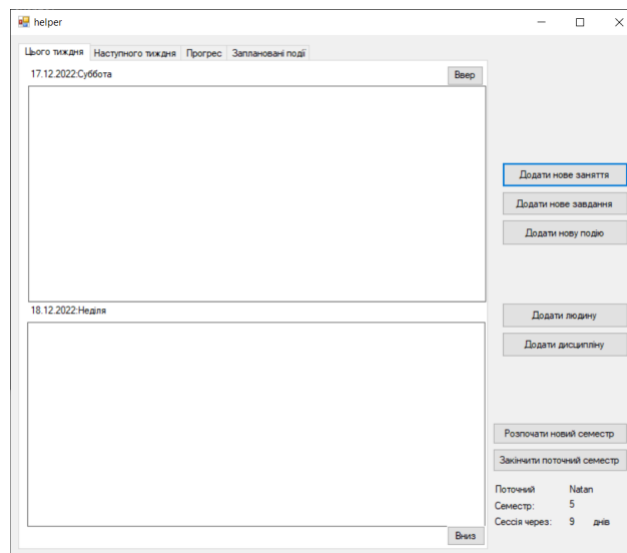 helper
Цього тиждня Наступного тиждня Прогрес Заплановані події
17.12.2022:Суббота Ввер
Додати нове заняття
Додати нове завдання
Додати нову подію
18.12.2022:Неділя
Додати людину
Додати дисципліну
Розпочати новий семестр
Закінчити поточний семестр
Поточний Natan
Семестр: 5
Сессія через: 9 днів
Вниз